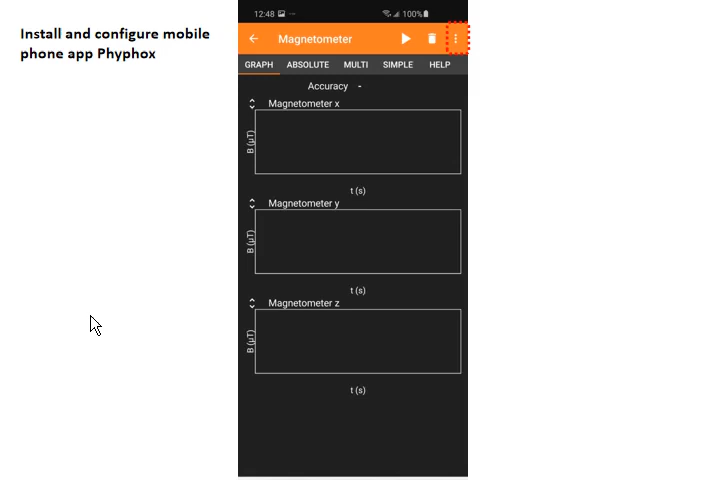 Install and configure mobile
phone app Phyphox
12:48 100%
Magnetometer
GRAPH ABSOLUTE MULTI SIMPLE HELP
Accuracy -
Magnetometer x
B (µT)
t (s)
Magnetometer y
B (µT)
t (s)
Magnetometer z
B (µT)
t (s)